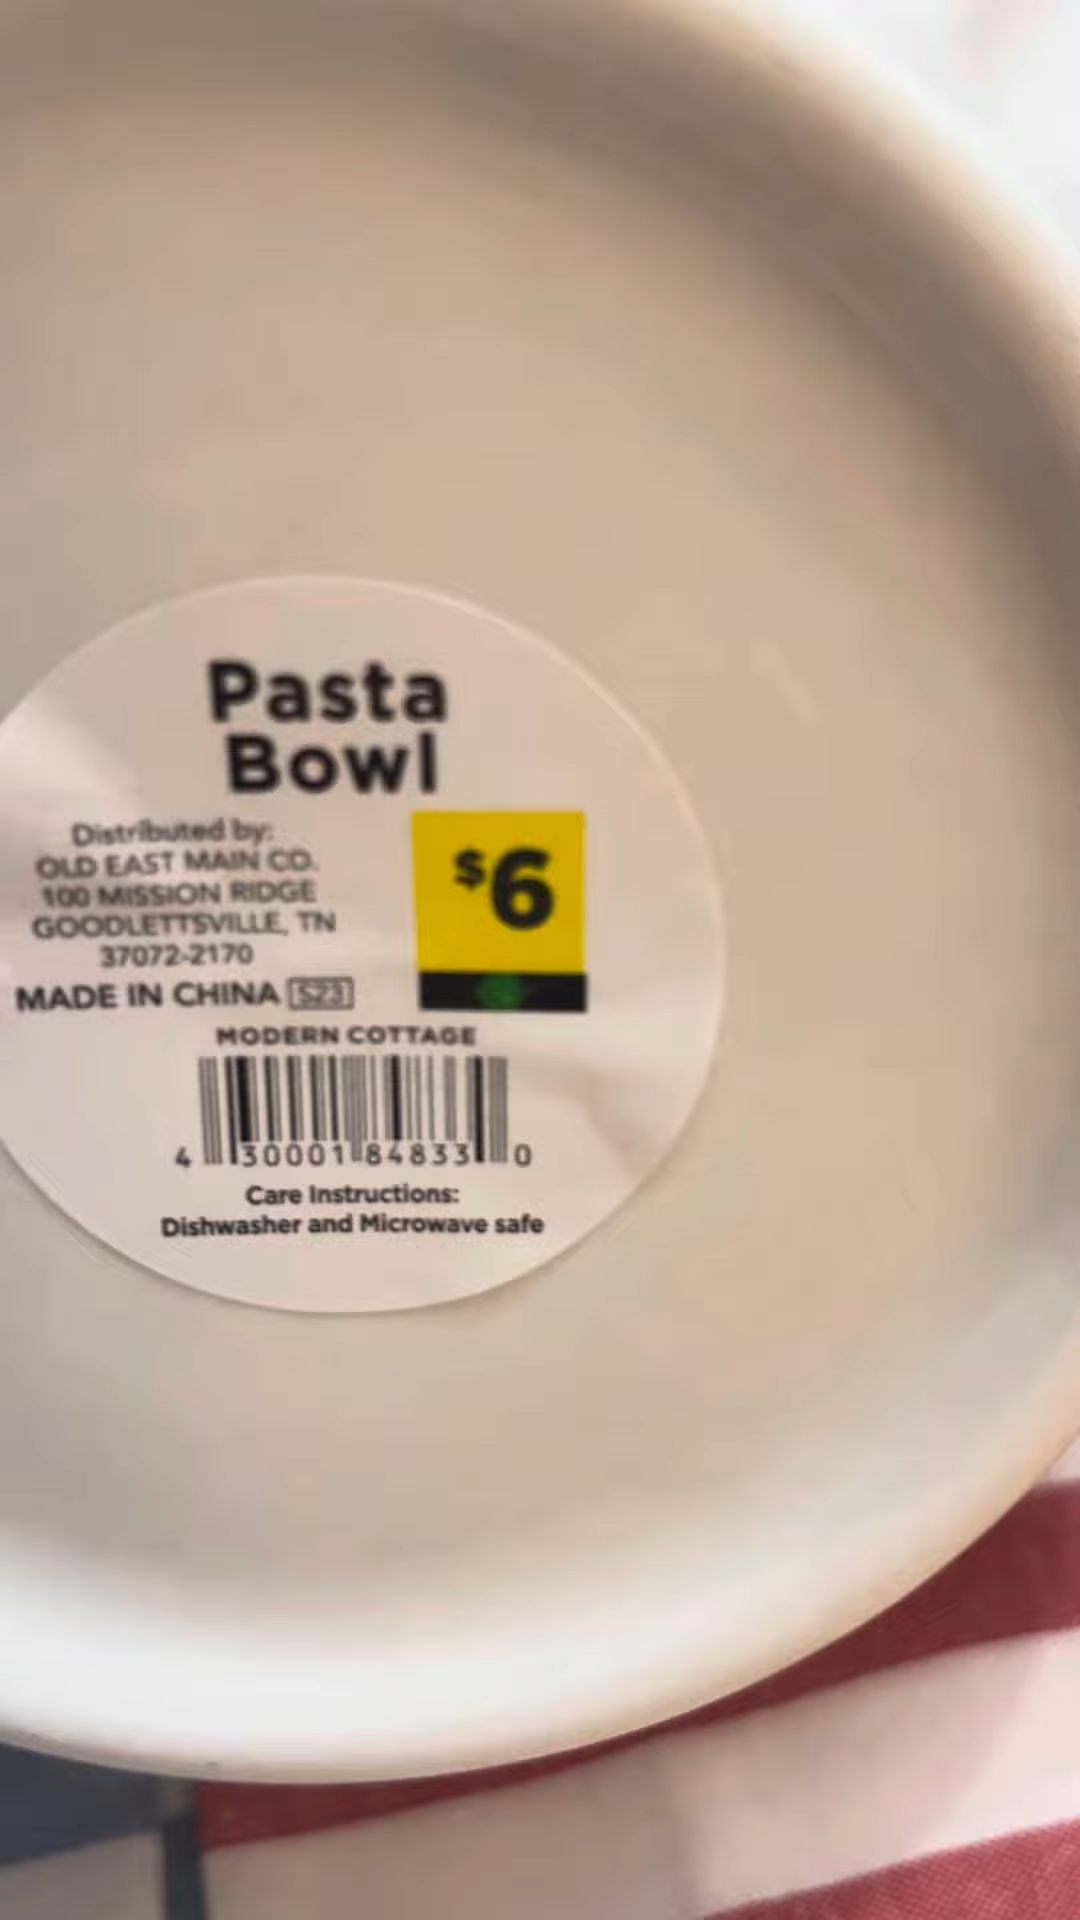 Pasta
Bowl
Distributed by:
OLD EAST MAIN CO.
100 MISSION RIDGE
GOODLETTSVILLE, TN
37072-2170
$6
MADE IN CHINA S23
MODERN COTTAGE
4 30001 84833 0
Care Instructions:
Dishwasher and Microwave safe